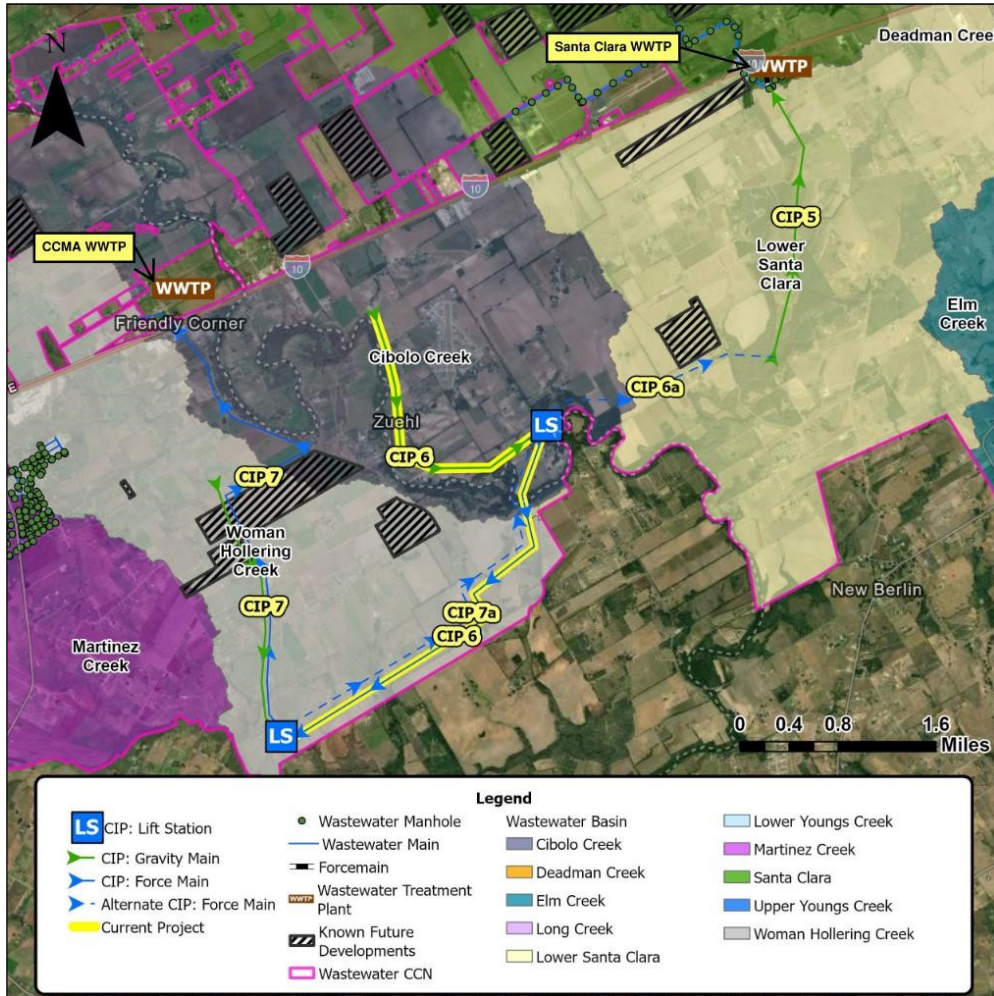 N
Santa Clara WWTP
Deadman Cree
WWTP
10
CIP 5
CCMA WWTP
10
Lower
Santa
Clara
WWTP
Friendly Corner
Elm
Creek
Cibolo Creek
E
CIP 6a
Zuehl
LS
CIP 6
CIP 7
Woman
Hollering
Creek
New Berlin
CIP 7
CIP 7a
CIP 6
Martinez
Creek
LS
0 0.4 0.8 1.6
Miles
Legend
LS CIP: Lift Station
CIP: Gravity Main
CIP: Force Main
Alternate CIP: Force Main
Current Project
Wastewater Manhole
Wastewater Main
Forcemain
WWTP Wastewater Treatment
Plant
Known Future
Developments
Wastewater CCN
Wastewater Basin
Cibolo Creek
Deadman Creek
Elm Creek
Long Creek
Lower Santa Clara
Lower Youngs Creek
Martinez Creek
Santa Clara
Upper Youngs Creek
Woman Hollering Creek